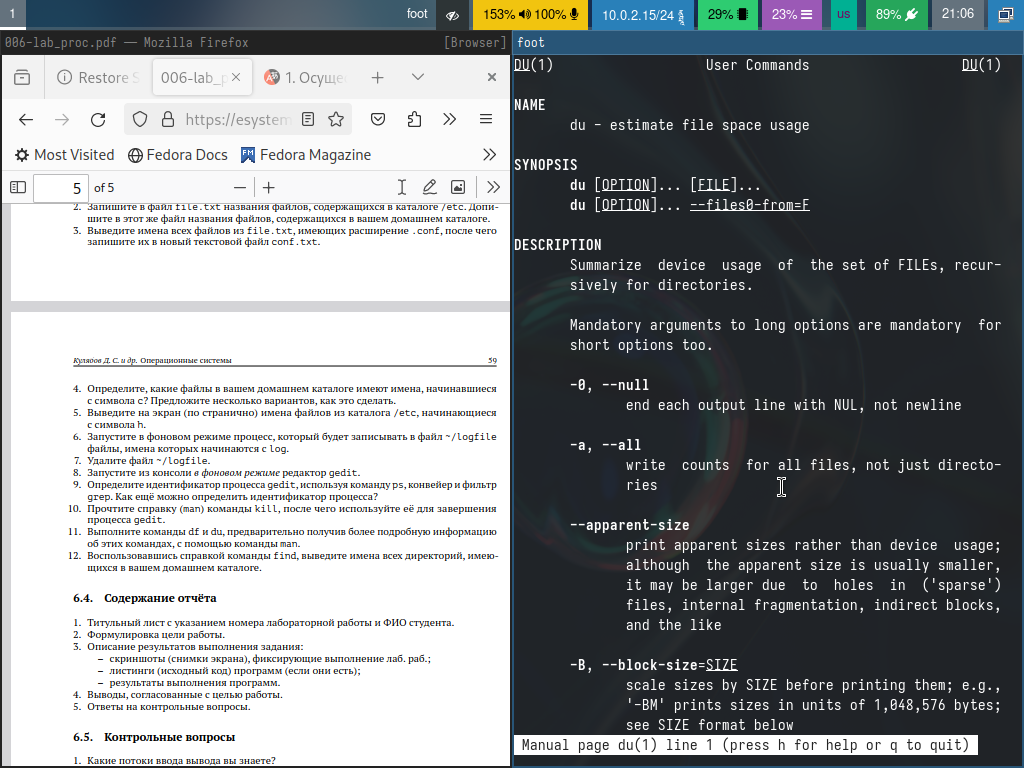 1
foot
153% 100%
10.0.2.15/24
29%
23%
us
89%
21:06
006-lab_proc.pdf — Mozilla Firefox [Browser]
Restore S
006-lab_p
1. Осуще
https://esystem
Most Visited Fedora Docs Fedora Magazine
5 of 5
2. Запишите в файл file.txt названия файлов, содержащихся в каталоге /etc. Допи-
шите в этот же файл названия файлов, содержащихся в вашем домашнем каталоге.
3. Выведите имена всех файлов из file.txt, имеющих расширение .conf, после чего
запишите их в новый текстовой файл conf.txt.
Кулябов Д. С. и др. Операционные системы 59
4. Определите, какие файлы в вашем домашнем каталоге имеют имена, начинавшиеся
с символа c? Предложите несколько вариантов, как это сделать.
5. Выведите на экран (по странично) имена файлов из каталога /etc, начинающиеся
с символа h.
6. Запустите в фоновом режиме процесс, который будет записывать в файл ~/logfile
файлы, имена которых начинаются с log.
7. Удалите файл ~/logfile.
8. Запустите из консоли в фоновом режиме редактор gedit.
9. Определите идентификатор процесса gedit, используя команду ps, конвейер и фильтр
grep. Как ещё можно определить идентификатор процесса?
10. Прочтите справку (man) команды kill, после чего используйте её для завершения
процесса gedit.
11. Выполните команды df и du, предварительно получив более подробную информацию
об этих командах, с помощью команды man.
12. Воспользовавшись справкой команды find, выведите имена всех директорий, имею-
щихся в вашем домашнем каталоге.
6.4. Содержание отчёта
1. Титульный лист с указанием номера лабораторной работы и ФИО студента.
2. Формулировка цели работы.
3. Описание результатов выполнения задания:
– скриншоты (снимки экрана), фиксирующие выполнение лаб. раб.;
– листинги (исходный код) программ (если они есть);
– результаты выполнения программ.
4. Выводы, согласованные с целью работы.
5. Ответы на контрольные вопросы.
6.5. Контрольные вопросы
1. Какие потоки ввода вывода вы знаете?
foot
DU(1) User Commands DU(1)
NAME
du - estimate file space usage
SYNOPSIS
du [OPTION]... [FILE]...
du [OPTION]... --files0-from=F
DESCRIPTION
Summarize device usage of the set of FILEs, recur-
sively for directories.
Mandatory arguments to long options are mandatory for
short options too.
-0, --null
end each output line with NUL, not newline
-a, --all
write counts for all files, not just directo-
ries
--apparent-size
print apparent sizes rather than device usage;
although the apparent size is usually smaller,
it may be larger due to holes in ('sparse')
files, internal fragmentation, indirect blocks,
and the like
-B, --block-size=SIZE
scale sizes by SIZE before printing them; e.g.,
'-BM' prints sizes in units of 1,048,576 bytes;
see SIZE format below
Manual page du(1) line 1 (press h for help or q to quit)